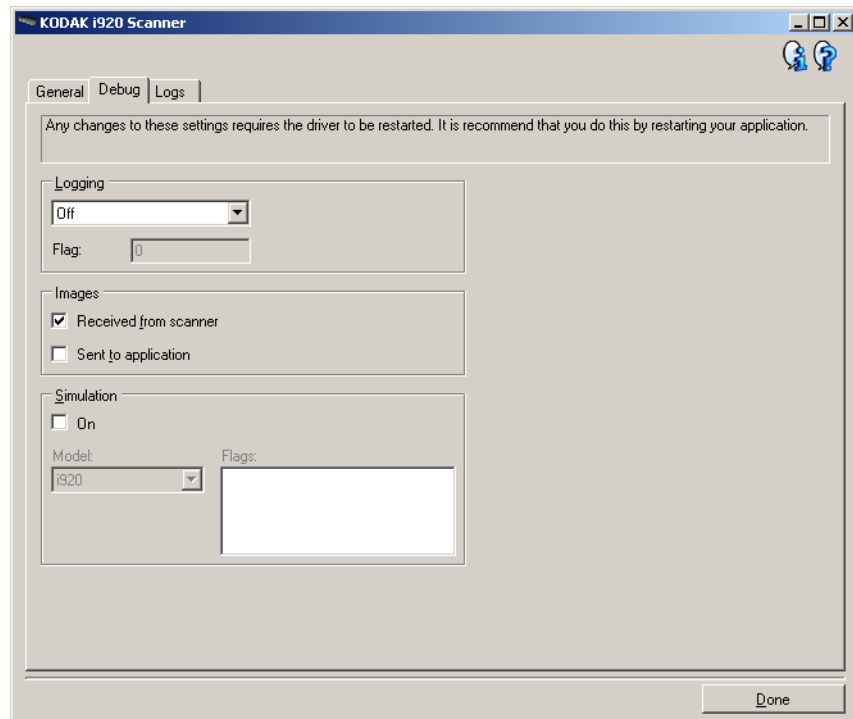 KODAK i920 Scanner
General Debug Logs
Any changes to these settings requires the driver to be restarted. It is recommend that you do this by restarting your application.
Logging
Off
Flag: 0
Images
Received from scanner
Sent to application
Simulation
On
Model: Flags:
i920
Done